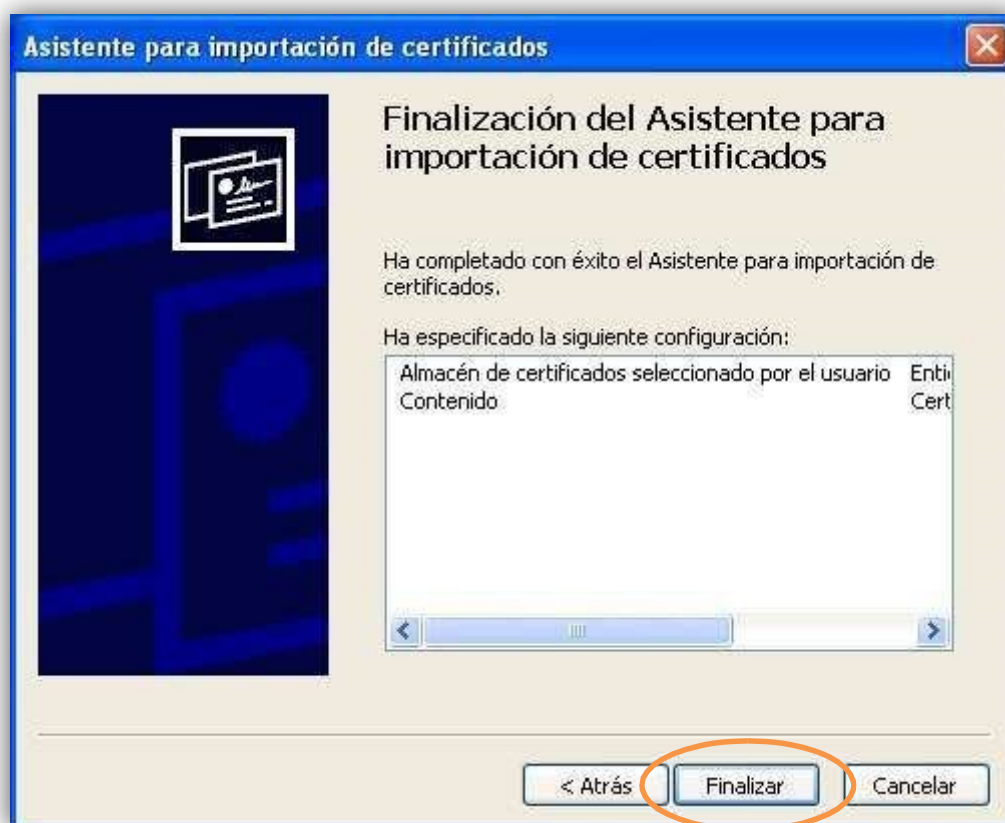 Asistente para importación de certificados
Finalización del Asistente para
importación de certificados
Ha completado con éxito el Asistente para importación de
certificados.
Ha especificado la siguiente configuración:
Almacén de certificados seleccionado por el usuario Enti
Contenido Cert
< Atrás Finalizar Cancelar